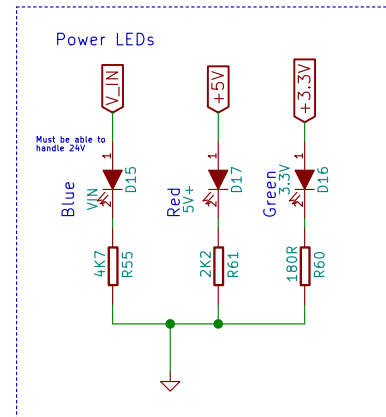 Power LEDs
V_IN
+5V
+3.3V
Must be able to
handle 24V
1
D15
2
VIN
Blue
1
D17
2
5V+
Red
1
D16
2
3.3V
Green
4K7
R55
2K2
R61
180R
R60